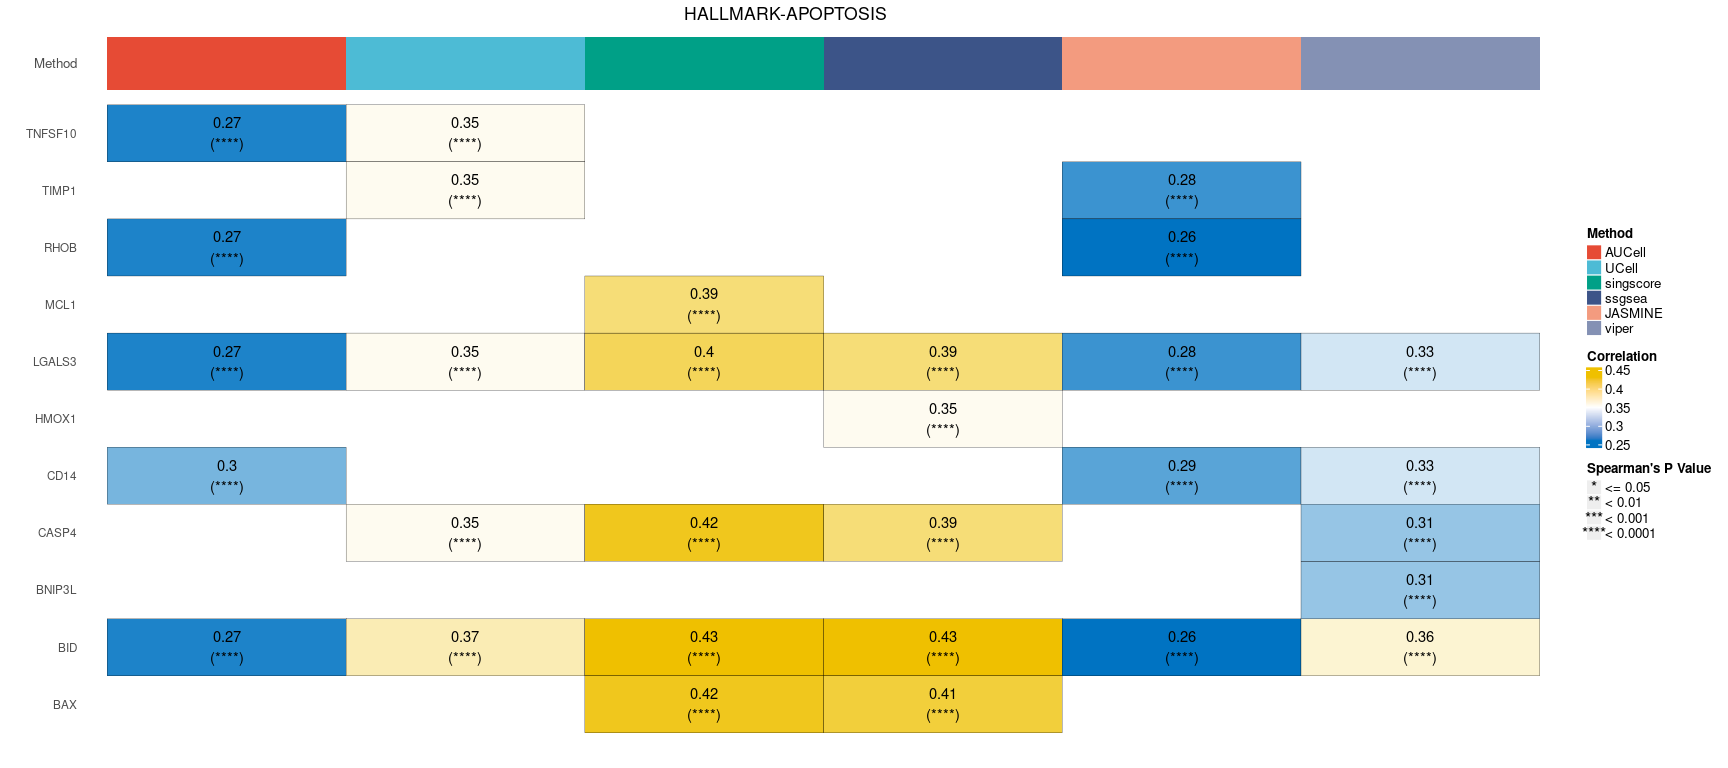 HALLMARK-APOPTOSIS
Method
TNFSF10
0.27
(****)
0.35
(****)
TIMP1
0.35
(****)
0.28
(****)
RHOB
0.27
(****)
0.26
(****)
MCL1
0.39
(****)
LGALS3
0.27
(****)
0.35
(****)
0.4
(****)
0.39
(****)
0.28
(****)
0.33
(****)
HMOX1
0.35
(****)
CD14
0.3
(****)
0.29
(****)
0.33
(****)
CASP4
0.35
(****)
0.42
(****)
0.39
(****)
0.31
(****)
BNIP3L
0.31
(****)
BID
0.27
(****)
0.37
(****)
0.43
(****)
0.43
(****)
0.26
(****)
0.36
(****)
BAX
0.42
(****)
0.41
(****)
Method
AUCell
UCell
singscore
ssgsea
JASMINE
viper
Correlation
0.45
0.4
0.35
0.3
0.25
Spearman's P Value
* <= 0.05
** < 0.01
*** < 0.001
**** < 0.0001